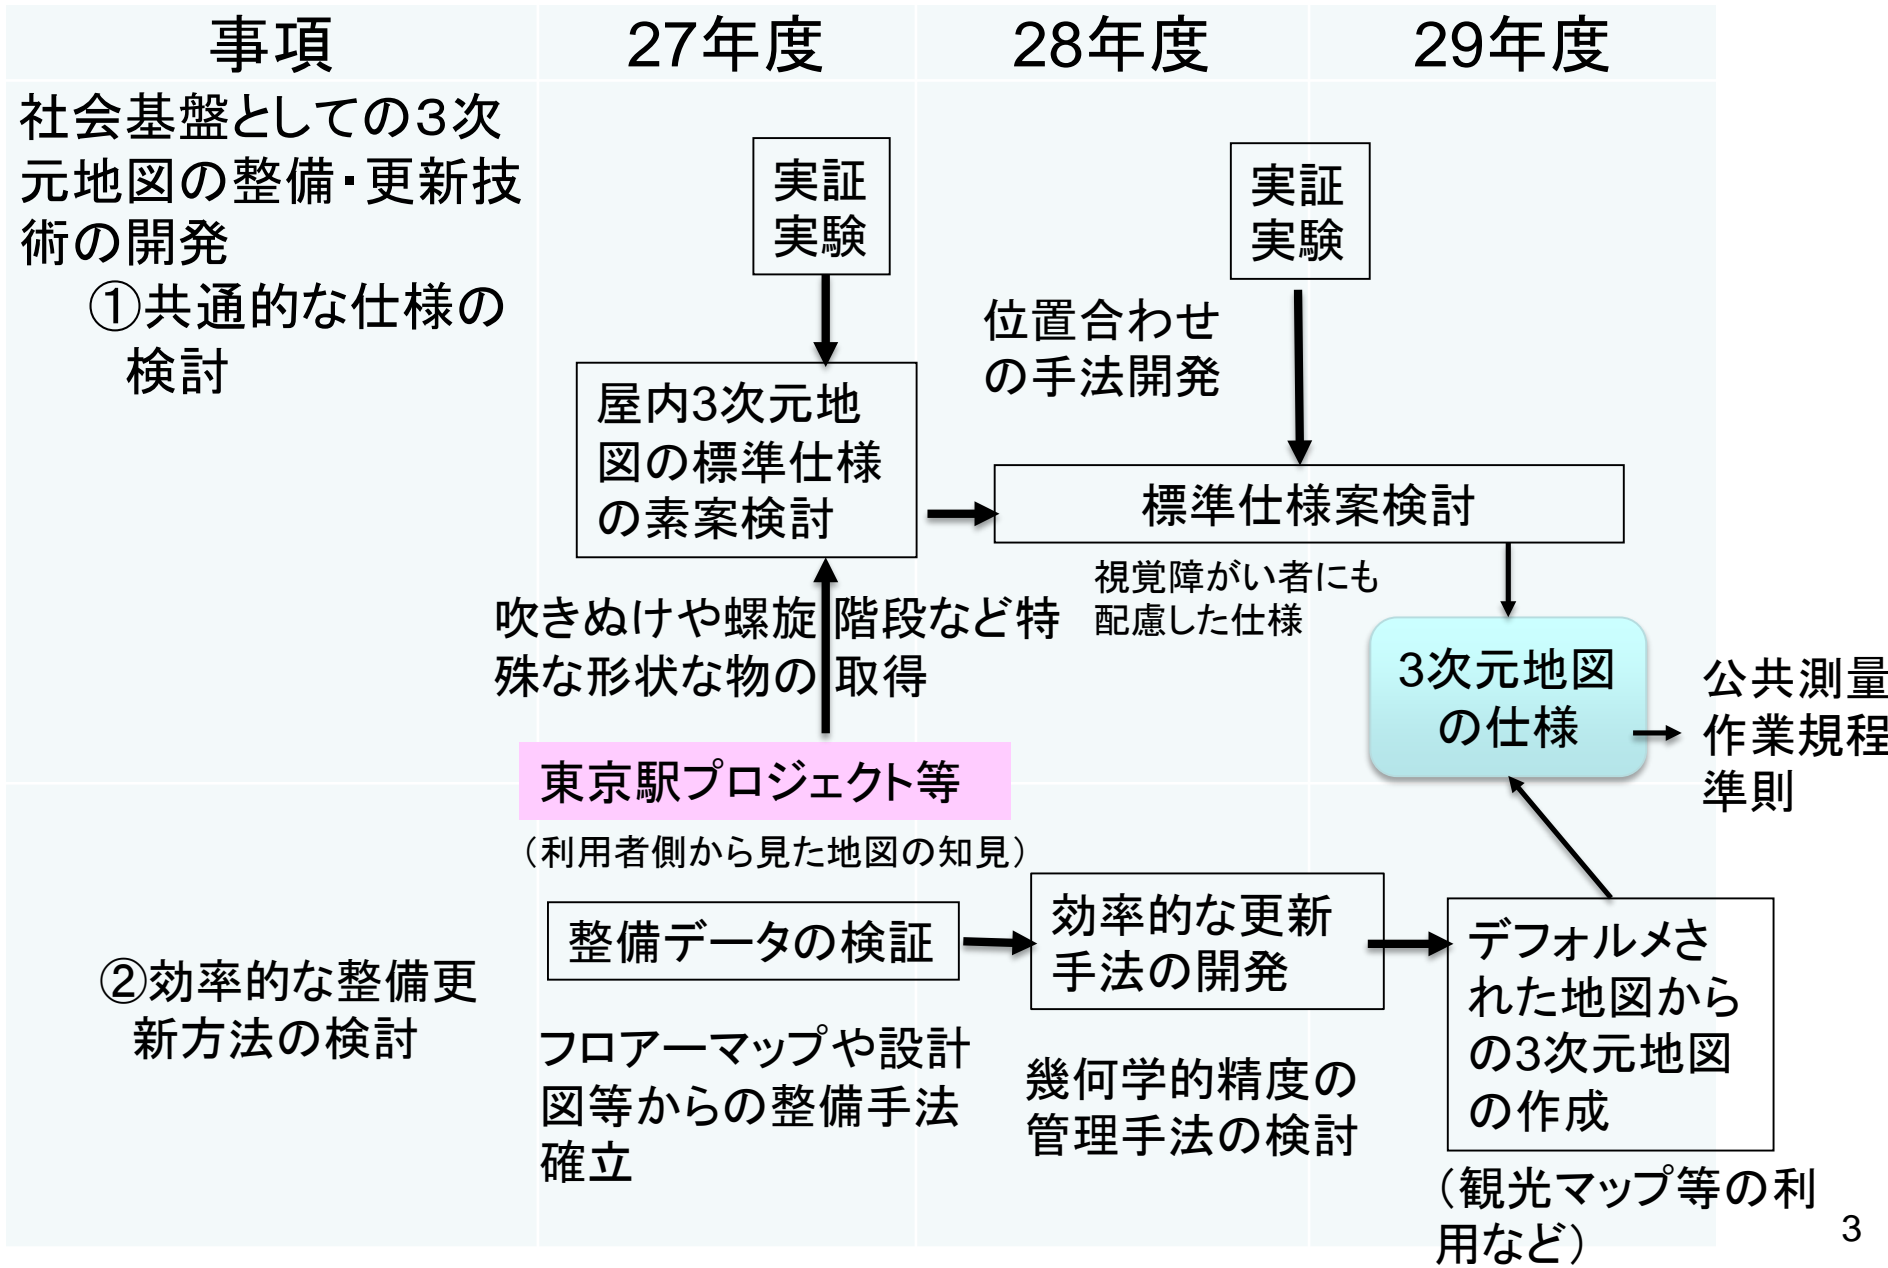 事項
27年度
28年度
29年度
社会基盤としての3次
元地図の整備・更新技
術の開発
①共通的な仕様の
検討
実証
実験
屋内3次元地
図の標準仕様
の素案検討
吹きぬけや螺旋階段など特
殊な形状な物の取得
東京駅プロジェクト等
(利用者側から見た地図の知見)
実証
実験
位置合わせ
の手法開発
標準仕様案検討
視覚障がい者にも
配慮した仕様
3次元地図
の仕様
公共測量
作業規程
準則
②効率的な整備更
新方法の検討
整備データの検証
フロアーマップや設計
図等からの整備手法
確立
効率的な更新
手法の開発
幾何学的精度の
管理手法の検討
デフォルメさ
れた地図から
の3次元地図
の作成
(観光マップ等の利
用など)
3